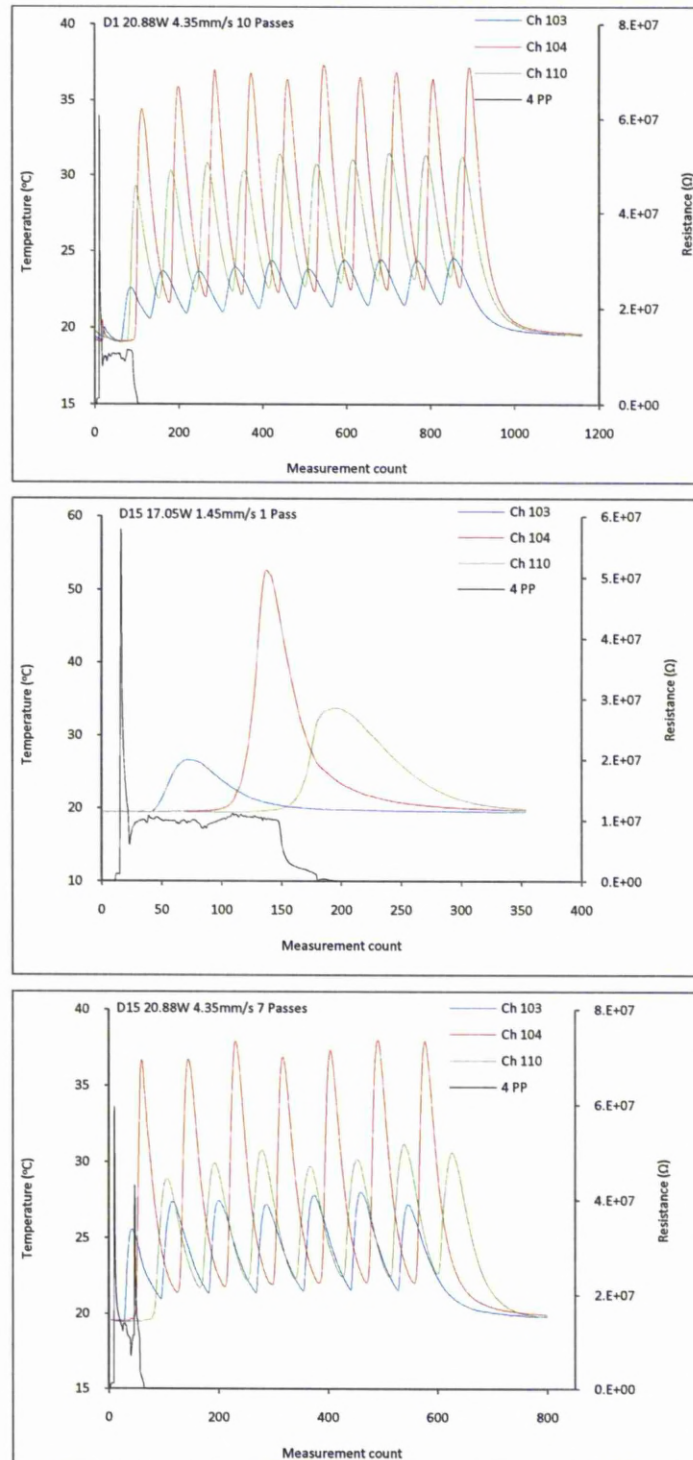 D1 20.88W 4.35mm/s 10 Passes
Ch 103
Ch 104
Ch 110
4 PP
40
35
30
25
20
15
Temperature (ºC)
8.E+07
6.E+07
4.E+07
2.E+07
0.E+00
Resistance (Ω)
0 200 400 600 800 1000 1200
Measurement count
D15 17.05W 1.45mm/s 1 Pass
Ch 103
Ch 104
Ch 110
4 PP
60
50
40
30
20
10
Temperature (ºC)
6.E+07
5.E+07
4.E+07
3.E+07
2.E+07
1.E+07
0.E+00
Resistance (Ω)
0 50 100 150 200 250 300 350 400
Measurement count
D15 20.88W 4.35mm/s 7 Passes
Ch 103
Ch 104
Ch 110
4 PP
40
35
30
25
20
15
Temperature (ºC)
8.E+07
6.E+07
4.E+07
2.E+07
0.E+00
Resistance (Ω)
0 200 400 600 800
Measurement count